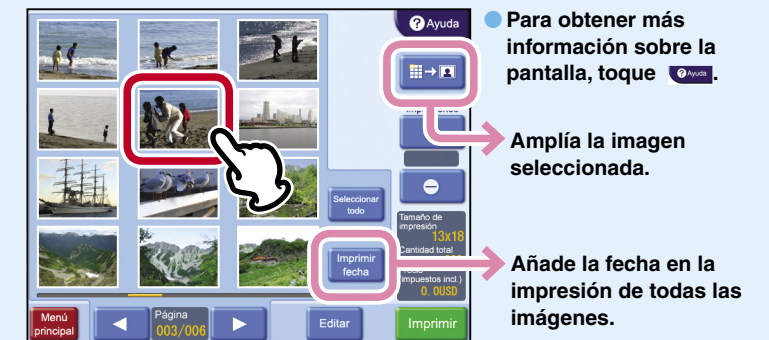 Ayuda
Para obtener más
información sobre la
pantalla, toque Ayuda.
Amplía la imagen
seleccionada.
Seleccionar
todo
Tamaño de
impresión
13x18
Cantidad total
Imprimir
fecha
impuestos incl.)
0.0USD
Añade la fecha en la
impresión de todas las
imágenes.
Menú
principal
Página
003/006
Editar
Imprimir